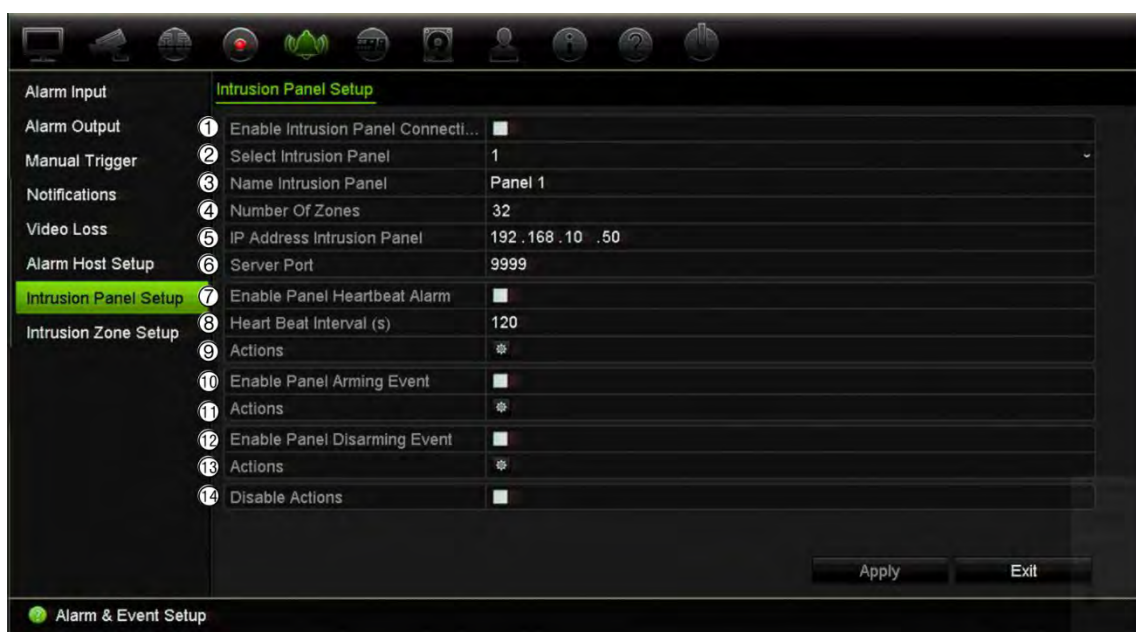 Alarm Input
Alarm Output
Manual Trigger
Notifications
Video Loss
Alarm Host Setup
Intrusion Panel Setup
Intrusion Zone Setup
Intrusion Panel Setup
1 Enable Intrusion Panel Connecti...
2 Select Intrusion Panel 1
3 Name Intrusion Panel Panel 1
4 Number Of Zones 32
5 IP Address Intrusion Panel 192 .168 .10 .50
6 Server Port 9999
7 Enable Panel Heartbeat Alarm
8 Heart Beat Interval (s) 120
9 Actions
10 Enable Panel Arming Event
11 Actions
12 Enable Panel Disarming Event
13 Actions
14 Disable Actions
Apply Exit
? Alarm & Event Setup